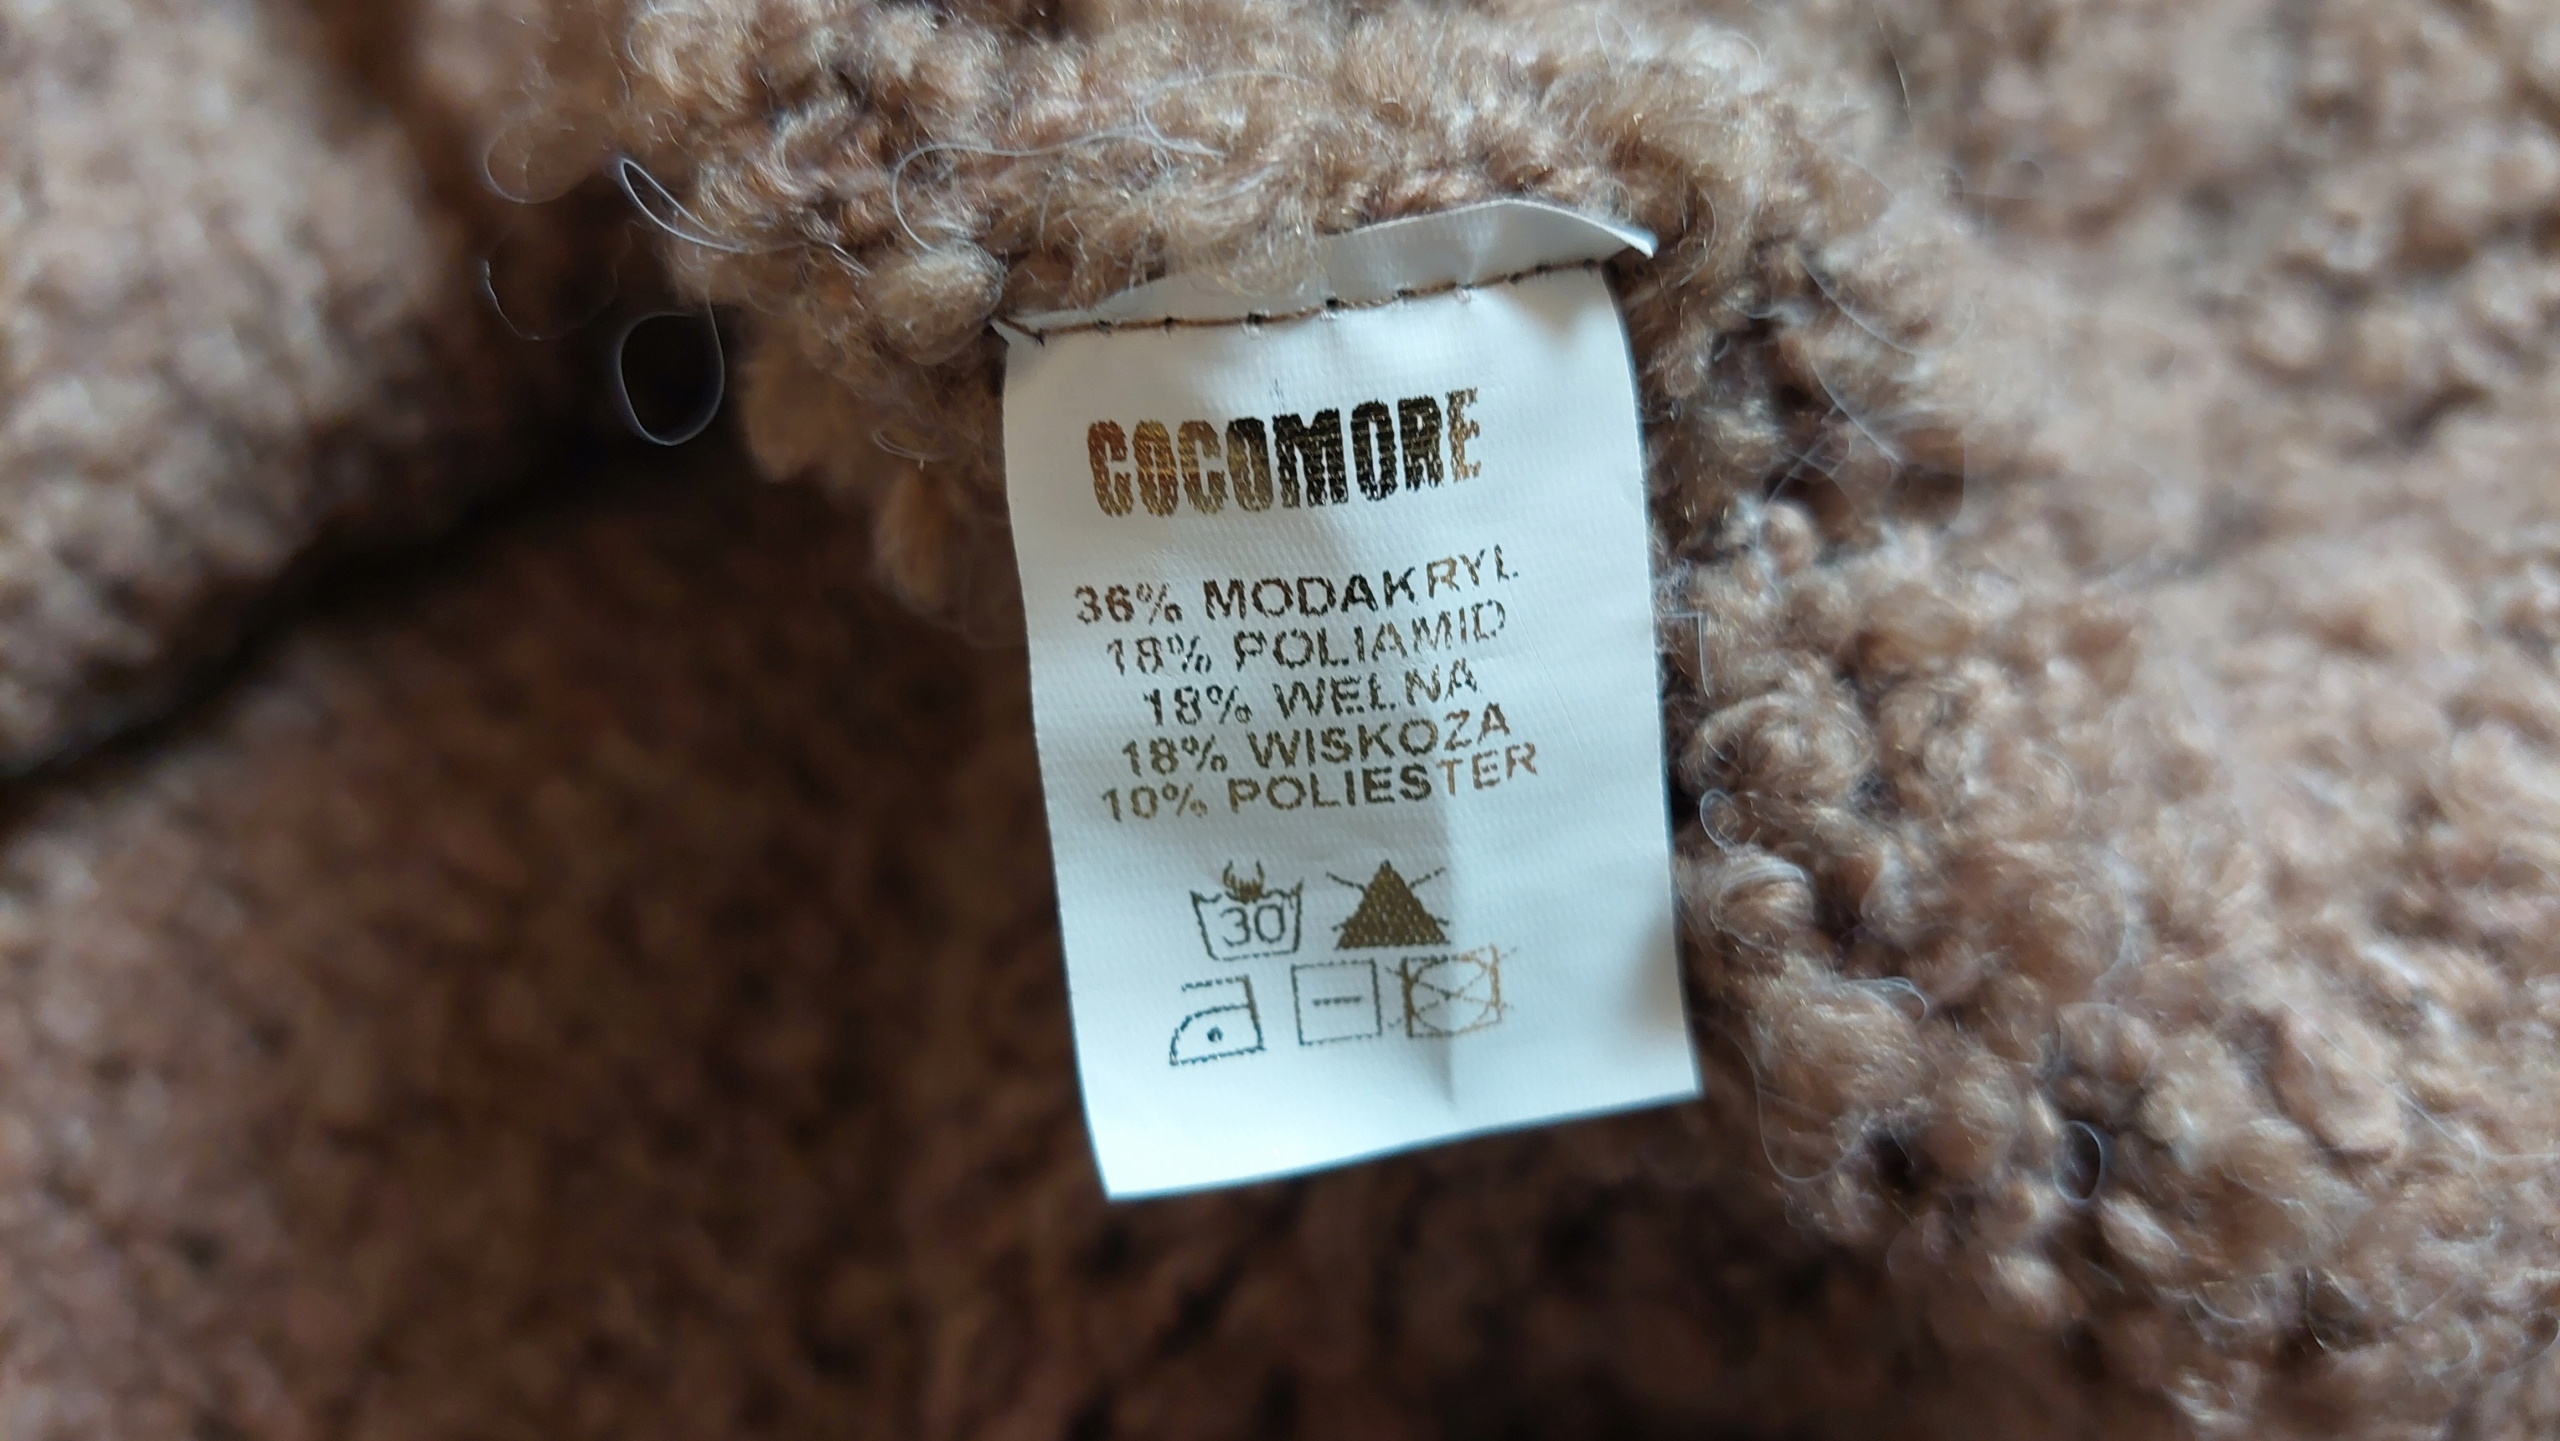 COCOMORE
36% MODAKRYL
18% POLIAMID
18% WEŁNA
18% WISKOZA
10% POLIESTER
30